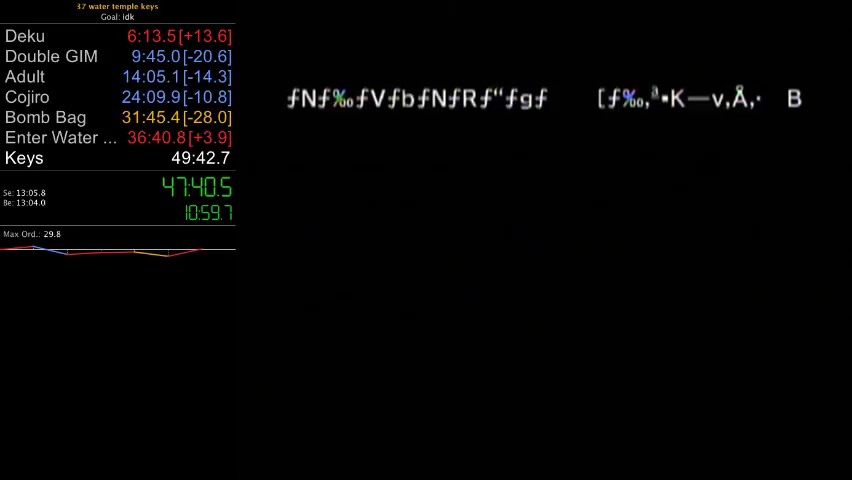 37 water temple keys
Goal: idk
Deku 6:13.5 [+13.6]
Double GIM 9:45.0 [-20.6]
Adult 14:05.1 [-14.3]
Cojiro 24:09.9 [-10.8]
Bomb Bag 31:45.4 [-28.0]
Enter Water ... 36:40.8 [+3.9]
Keys 49:42.7
47:40.5
Se: 13:05.8
Be: 13:04.0
10:59.7
Max Ord.: 29.8
ƒNƒ‰ƒVƒbƒNƒRƒ“ƒgƒ [ƒ‰‚ª•K—v‚Å‚· B